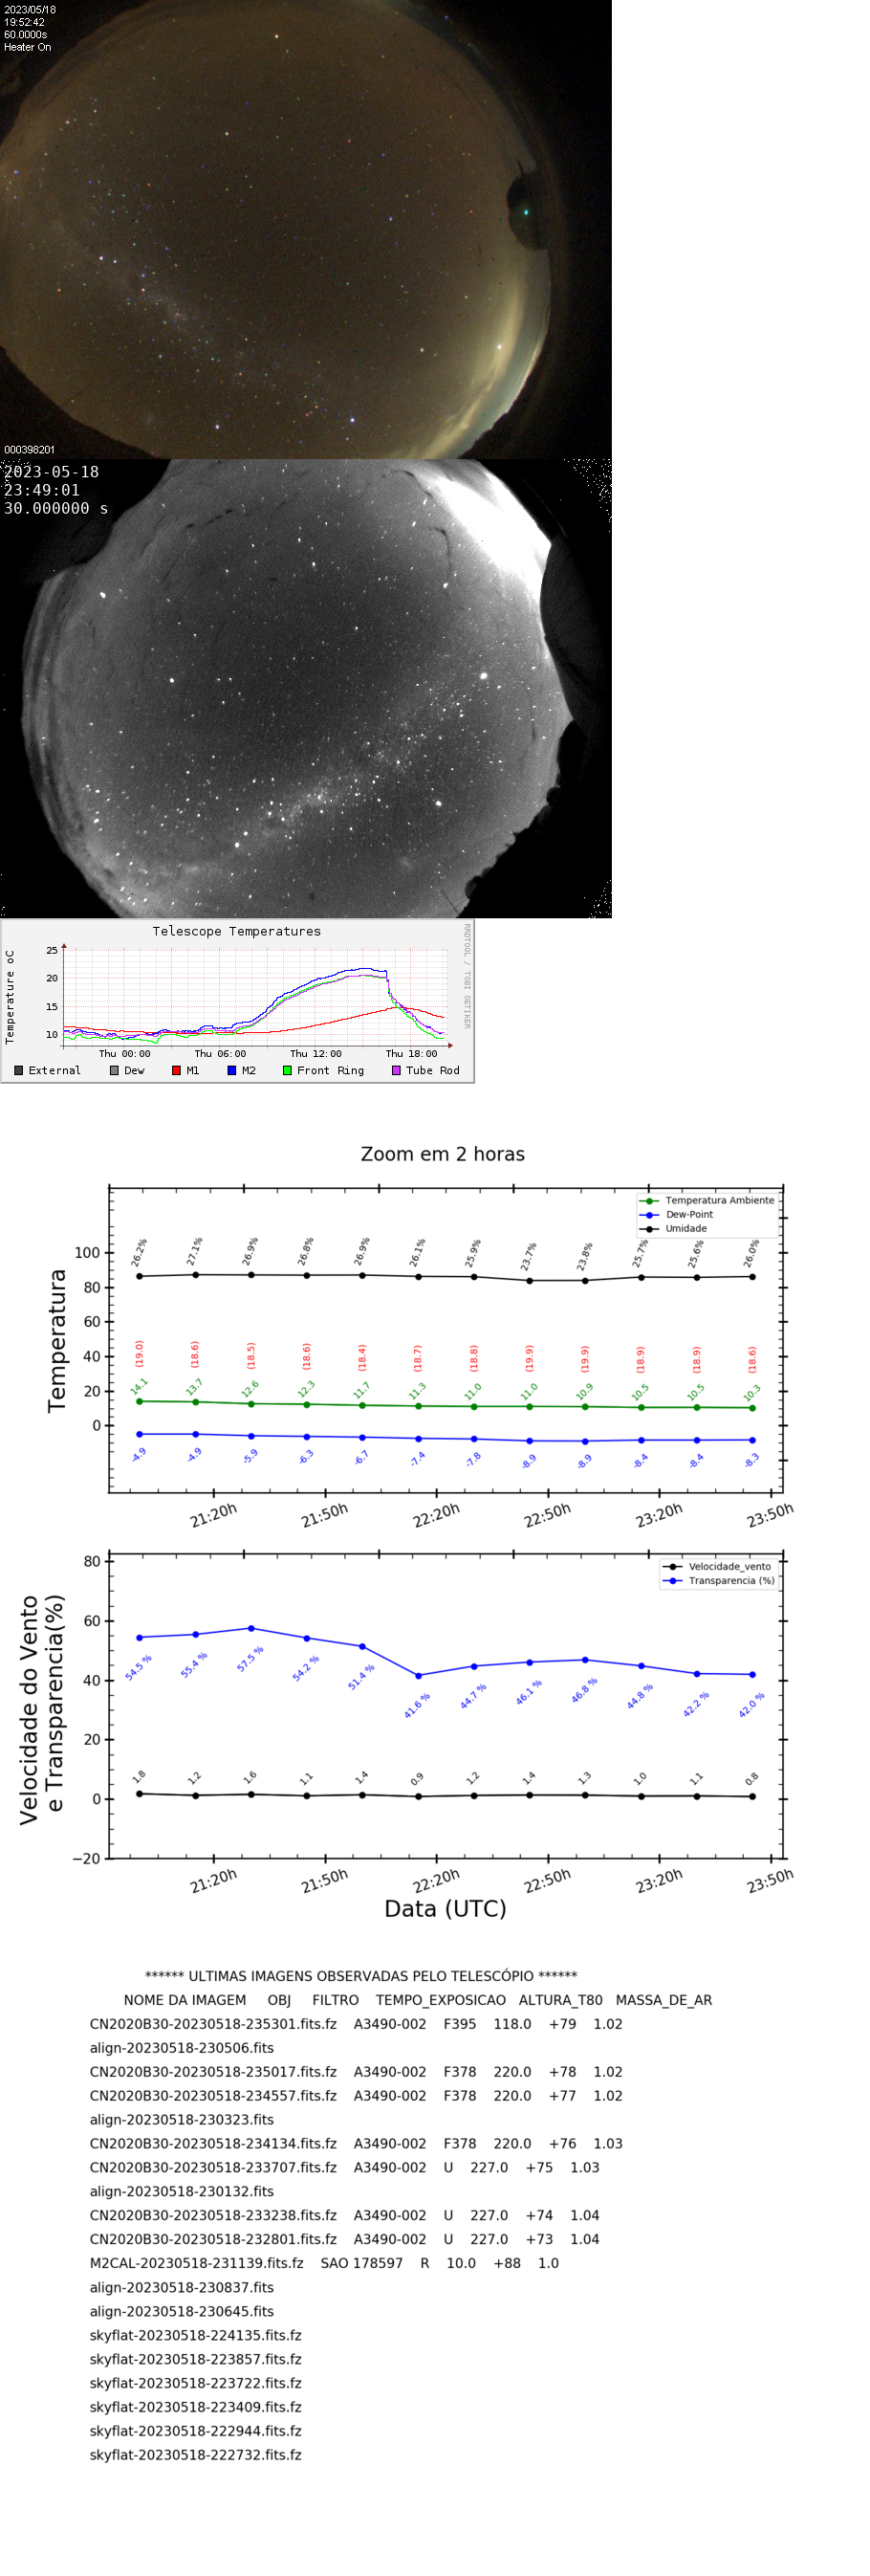 2023/05/18
19:52:42
60.0000s
Heater On
000398201
2023-05-18
23:49:01
30.000000 s
Telescope Temperatures
RRDTOOL / TOBI OETIKER
Temperature oC
25
20
15
10
Thu 00:00 Thu 06:00 Thu 12:00 Thu 18:00
External Dew M1 M2 Front Ring Tube Rod
Zoom em 2 horas
Temperatura Ambiente
Dew-Point
Umidade
Temperatura
100
80
60
40
20
0
26.2% 27.1% 26.9% 26.8% 26.9% 26.1% 25.9% 23.7% 23.8% 25.7% 25.6% 26.0%
(19.0) (18.6) (18.5) (18.6) (18.4) (18.7) (18.8) (19.9) (19.9) (18.9) (18.9) (18.6)
14.1 13.7 12.6 12.3 11.7 11.3 11.0 11.0 10.9 10.5 10.5 10.3
-4.9 -4.9 -5.9 -6.3 -6.7 -7.4 -7.8 -8.9 -8.9 -8.4 -8.4 -8.3
21:20h 21:50h 22:20h 22:50h 23:20h 23:50h
Velocidade_vento
Transparencia (%)
Velocidade do Vento
e Transparencia(%)
80
60
40
20
0
−20
54.5 % 55.4 % 57.5 % 54.2 % 51.4 % 41.6 % 44.7 % 46.1 % 46.8 % 44.8 % 42.2 % 42.0 %
1.8 1.2 1.6 1.1 1.4 0.9 1.2 1.4 1.3 1.0 1.1 0.8
21:20h 21:50h 22:20h 22:50h 23:20h 23:50h
Data (UTC)
****** ULTIMAS IMAGENS OBSERVADAS PELO TELESCÓPIO ******
NOME DA IMAGEM OBJ FILTRO TEMPO_EXPOSICAO ALTURA_T80 MASSA_DE_AR
CN2020B30-20230518-235301.fits.fz A3490-002 F395 118.0 +79 1.02
align-20230518-230506.fits
CN2020B30-20230518-235017.fits.fz A3490-002 F378 220.0 +78 1.02
CN2020B30-20230518-234557.fits.fz A3490-002 F378 220.0 +77 1.02
align-20230518-230323.fits
CN2020B30-20230518-234134.fits.fz A3490-002 F378 220.0 +76 1.03
CN2020B30-20230518-233707.fits.fz A3490-002 U 227.0 +75 1.03
align-20230518-230132.fits
CN2020B30-20230518-233238.fits.fz A3490-002 U 227.0 +74 1.04
CN2020B30-20230518-232801.fits.fz A3490-002 U 227.0 +73 1.04
M2CAL-20230518-231139.fits.fz SAO 178597 R 10.0 +88 1.0
align-20230518-230837.fits
align-20230518-230645.fits
skyflat-20230518-224135.fits.fz
skyflat-20230518-223857.fits.fz
skyflat-20230518-223722.fits.fz
skyflat-20230518-223409.fits.fz
skyflat-20230518-222944.fits.fz
skyflat-20230518-222732.fits.fz